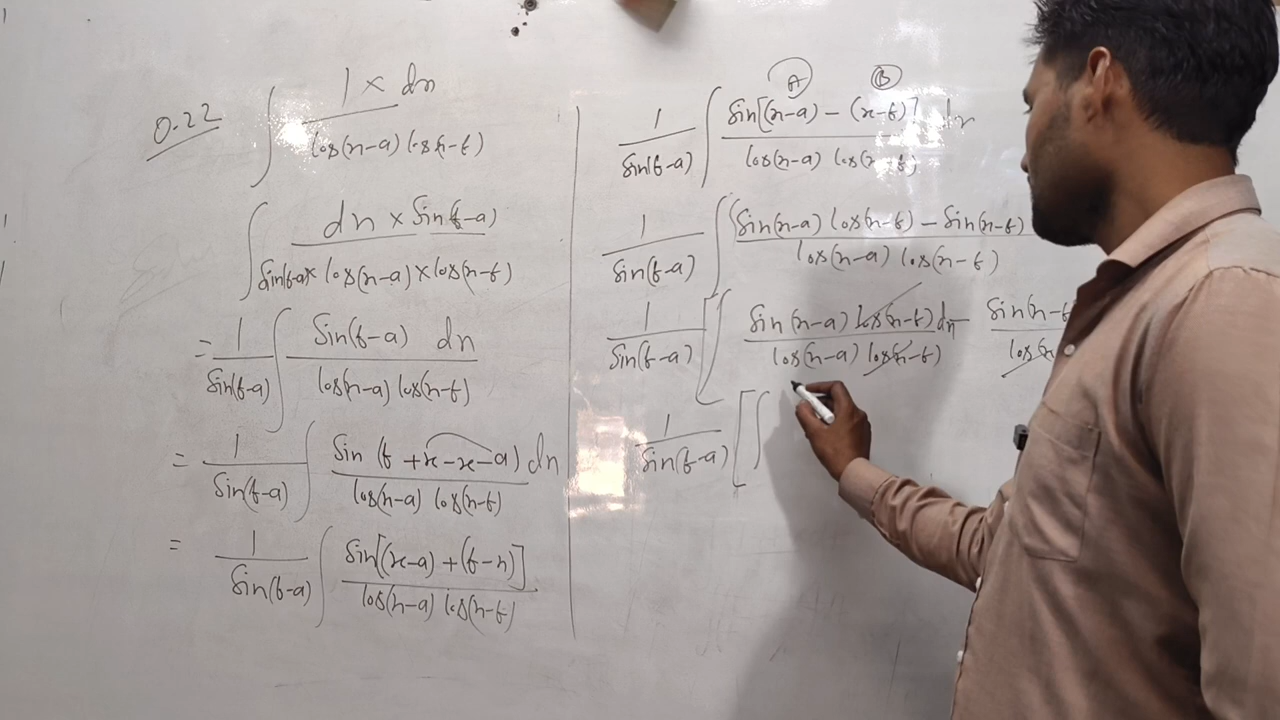 Q.22 ∫ 1 × dx / cos(x-a) cos(x-b)
∫ dx × sin(b-a) / sin(b-a) × cos(x-a) × cos(x-b)
= 1/sin(b-a) ∫ sin(b-a) dx / cos(x-a) cos(x-b)
= 1/sin(b-a) ∫ sin(b+x-x-a) dx / cos(x-a) cos(x-b)
= 1/sin(b-a) ∫ sin[(x-a)+(b-x)] / cos(x-a) cos(x-b)
A B
1/sin(b-a) ∫ sin[(x-a)-(x-b)] dx / cos(x-a) cos(x-b)
1/sin(b-a) ∫ sin(x-a) cos(x-b) - sin(x-b) / cos(x-a) cos(x-b)
1/sin(b-a) [∫ sin(x-a) cos(x-b) dx / cos(x-a) cos(x-b) - sin(x-b / cos(x
1/sin(b-a) [∫